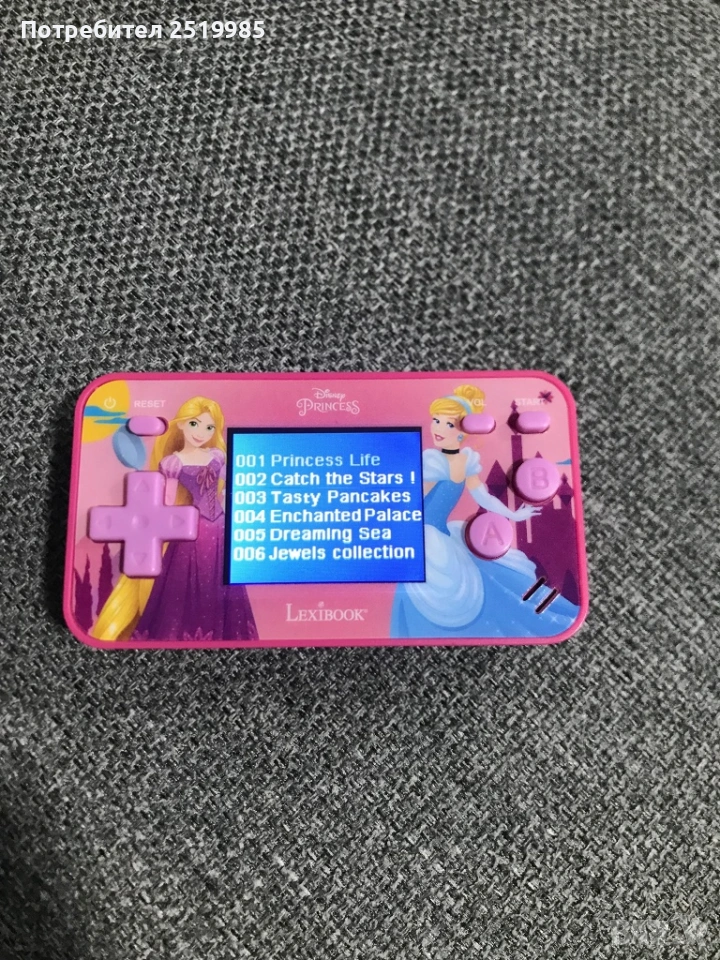 Потребител 2519985
Disney
PRINCESS
RESET
VOL
START
001 Princess Life
002 Catch the Stars !
003 Tasty Pancakes
004 Enchanted Palace
005 Dreaming Sea
006 Jewels collection
B
A
LEXIBOOK